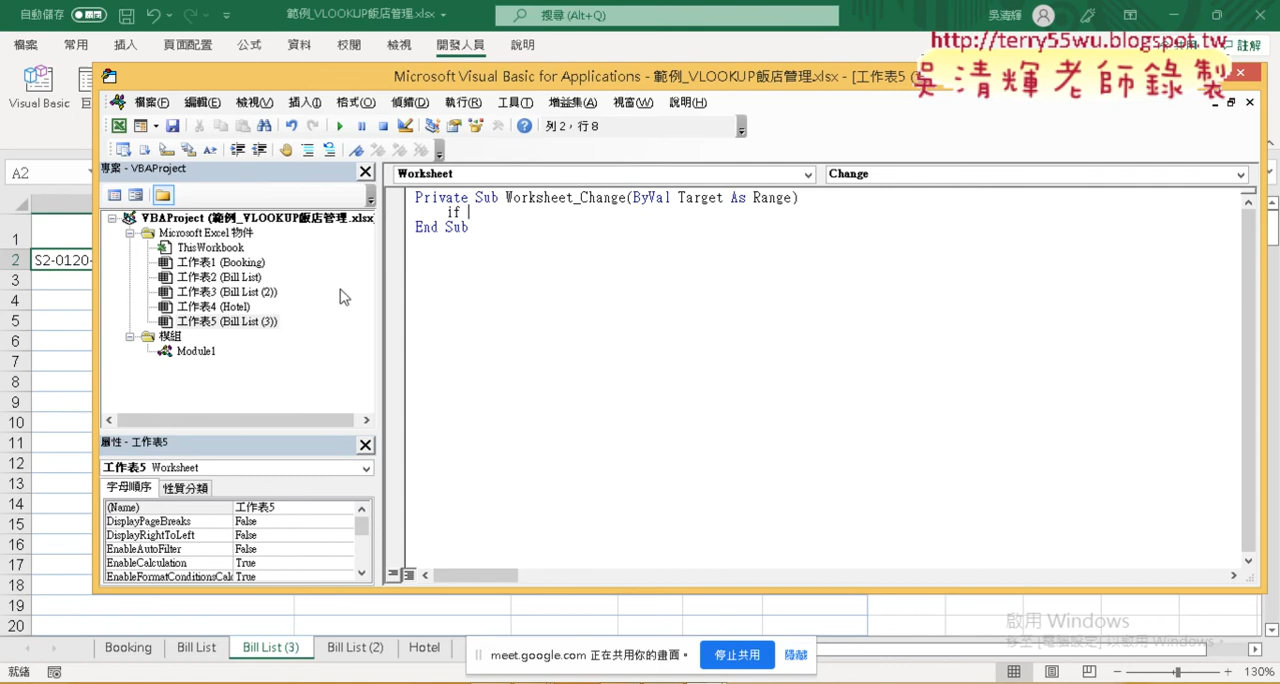 自動儲存
範例_VLOOKUP飯店管理.xlsx
搜尋 (Alt+Q)
吳清輝
檔案 常用 插入 頁面配置 公式 資料 校閱 檢視 開發人員 說明
註解
http://terry55wu.blogspot.tw
吳清輝老師錄製
Visual Basic
Microsoft Visual Basic for Applications - 範例_VLOOKUP飯店管理.xlsx - [工作表5 (
檔案(F) 編輯(E) 檢視(V) 插入(I) 格式(O) 偵錯(D) 執行(R) 工具(T) 增益集(A) 視窗(W) 說明(H)
列 2，行 8
專案 - VBAProject
VBAProject (範例_VLOOKUP飯店管理.xlsx
Microsoft Excel 物件
ThisWorkbook
工作表1 (Booking)
工作表2 (Bill List)
工作表3 (Bill List (2))
工作表4 (Hotel)
工作表5 (Bill List (3))
模組
Module1
屬性 - 工作表5
工作表5 Worksheet
字母順序 性質分類
(Name) 工作表5
DisplayPageBreaks False
DisplayRightToLeft False
EnableAutoFilter False
EnableCalculation True
EnableFormatConditionsCalc True
Worksheet
Change
Private Sub Worksheet_Change(ByVal Target As Range)
if
End Sub
A2
1
2 S2-0120-
3
4
5
6
7
8
9
10
11
12
13
14
15
16
17
18
19
20
Booking Bill List Bill List (3) Bill List (2) Hotel
meet.google.com 正在共用你的畫面。 停止共用 隱藏
啟用 Windows
移至 [電腦設定] 以啟用 Windows。
就緒
130%